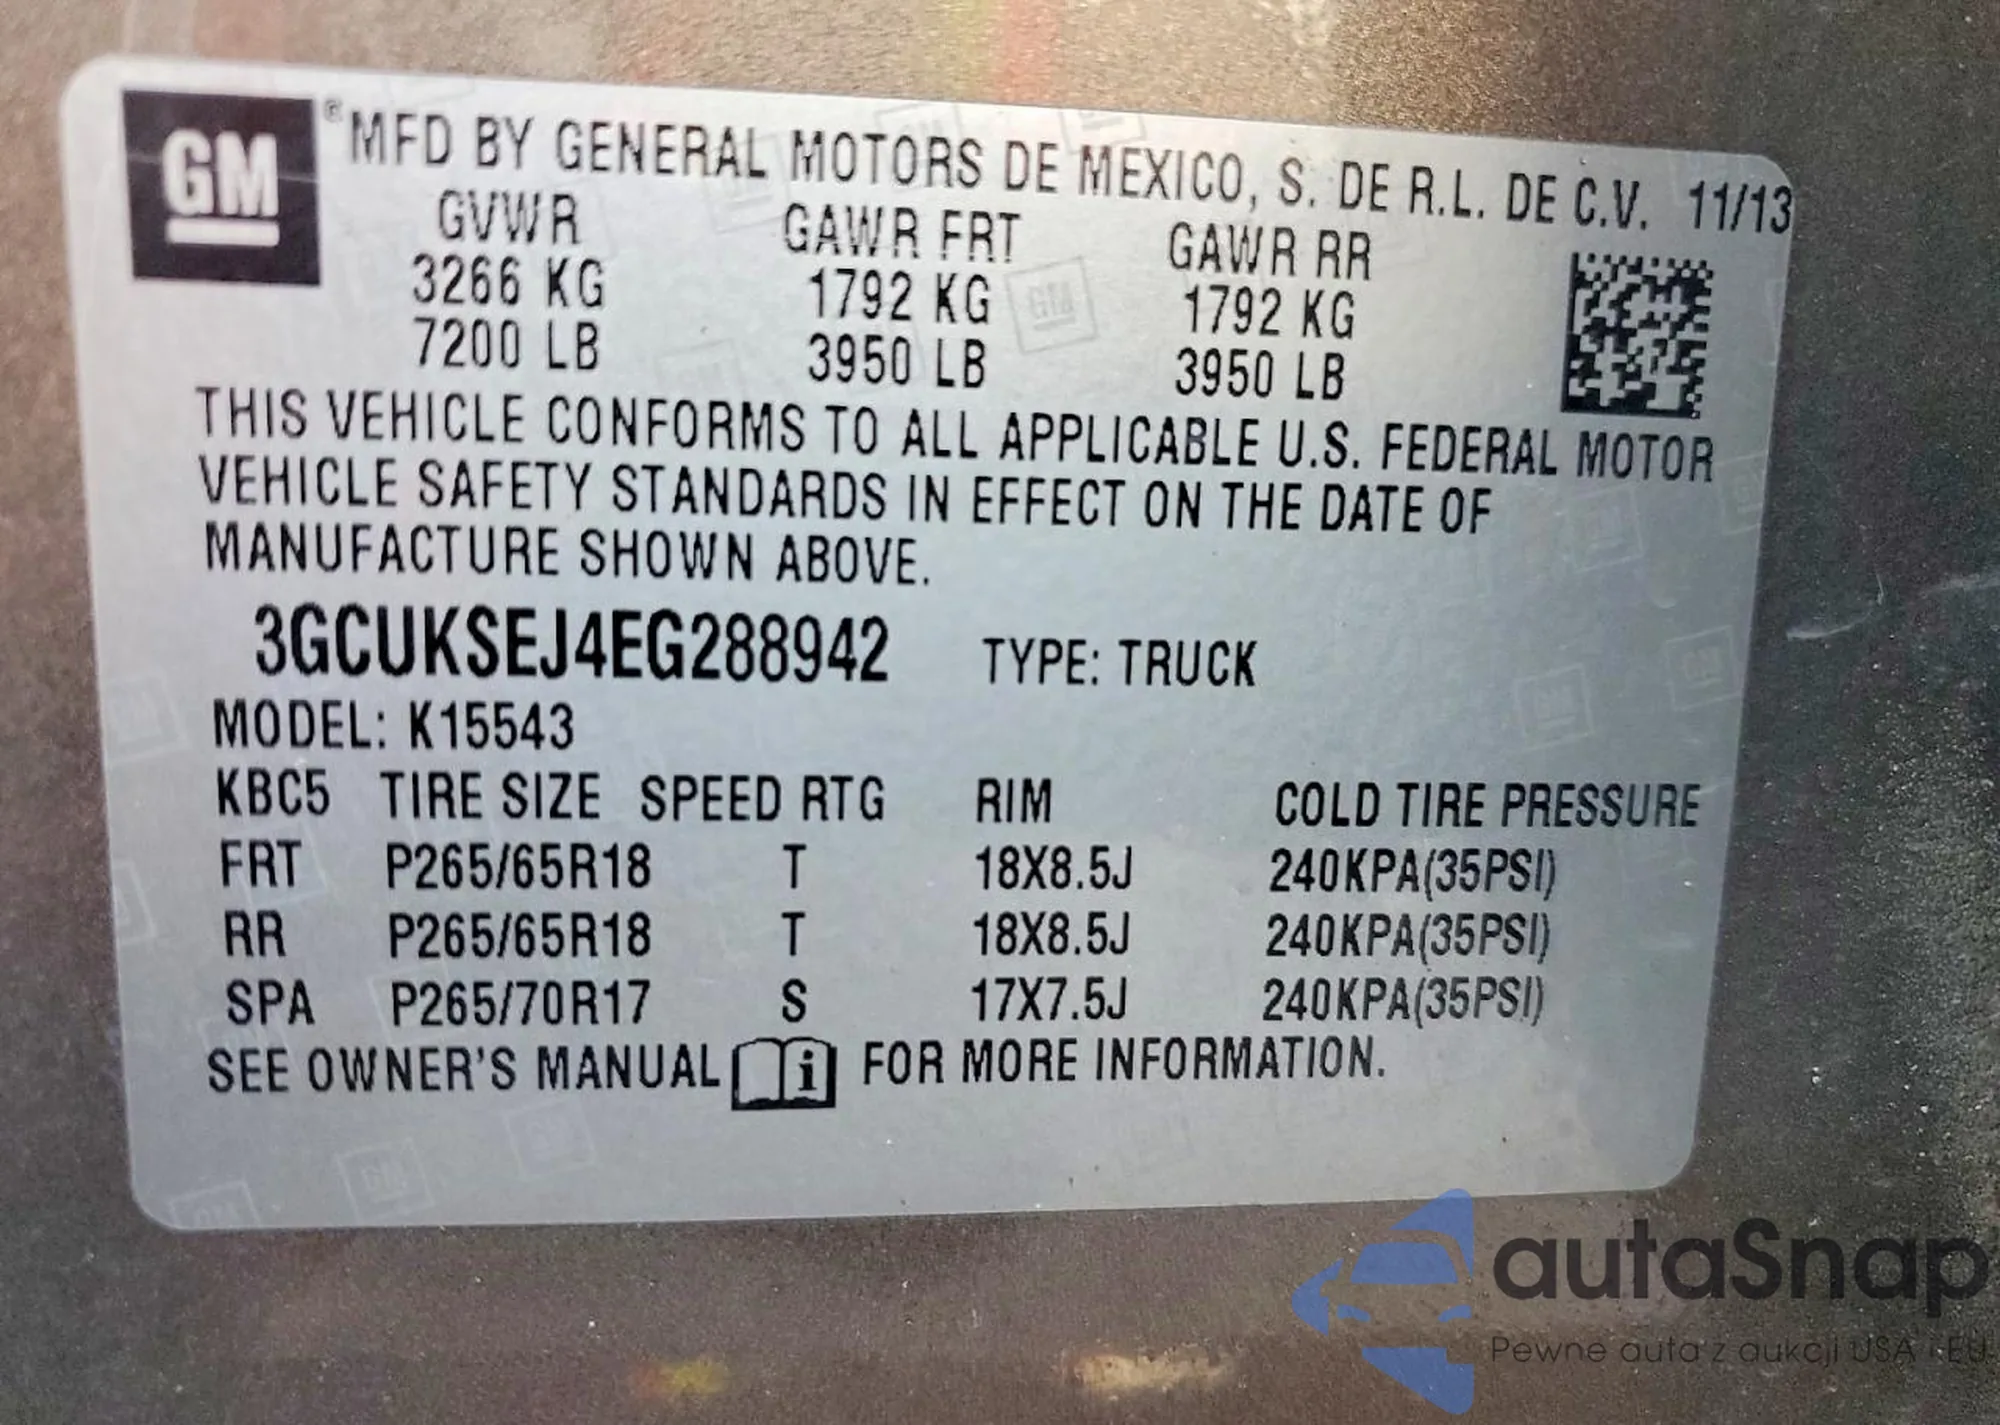 GM
® MFD BY GENERAL MOTORS DE MEXICO, S. DE R.L. DE C.V. 11/13
GVWR GAWR FRT GAWR RR
3266 KG 1792 KG 1792 KG
7200 LB 3950 LB 3950 LB
THIS VEHICLE CONFORMS TO ALL APPLICABLE U.S. FEDERAL MOTOR
VEHICLE SAFETY STANDARDS IN EFFECT ON THE DATE OF
MANUFACTURE SHOWN ABOVE.
3GCUKSEJ4EG288942 TYPE: TRUCK
MODEL: K15543
KBC5 TIRE SIZE SPEED RTG RIM COLD TIRE PRESSURE
FRT P265/65R18 T 18X8.5J 240KPA(35PSI)
RR P265/65R18 T 18X8.5J 240KPA(35PSI)
SPA P265/70R17 S 17X7.5J 240KPA(35PSI)
SEE OWNER'S MANUAL i FOR MORE INFORMATION.
autaSnap
Pewne auta z aukcji USA i EU